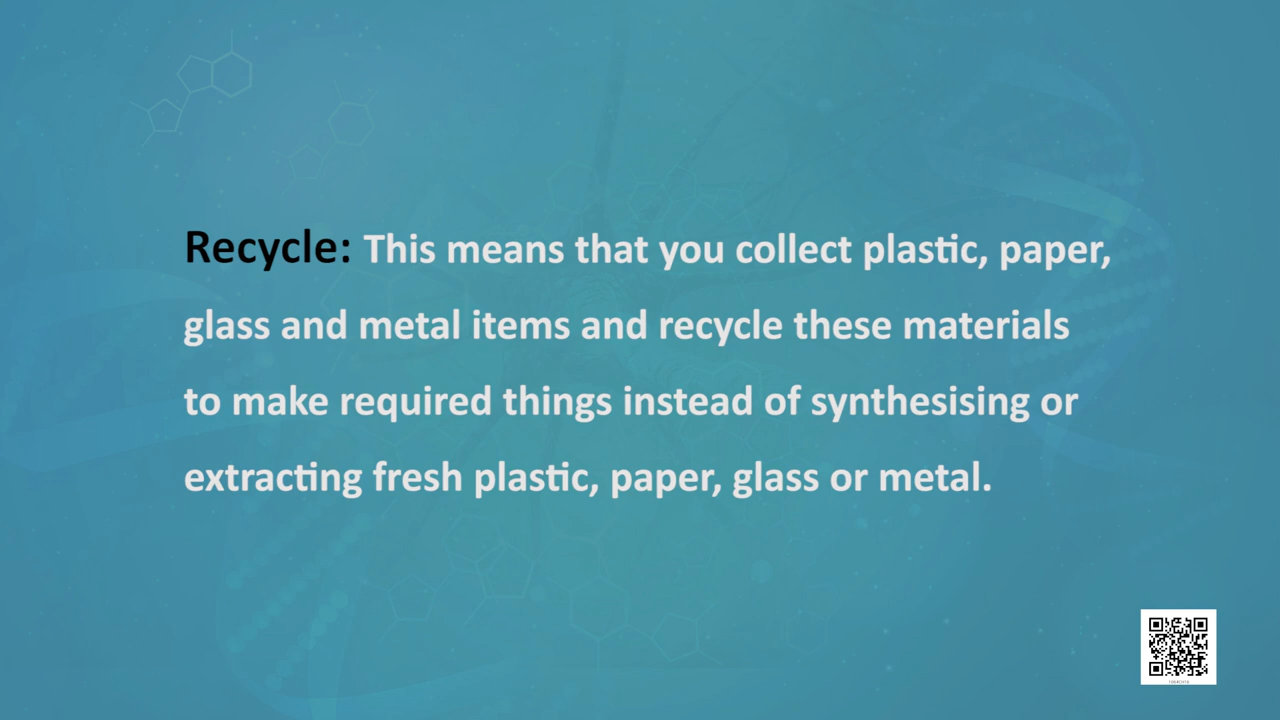 Recycle: This means that you collect plastic, paper,
glass and metal items and recycle these materials
to make required things instead of synthesising or
extracting fresh plastic, paper, glass or metal.